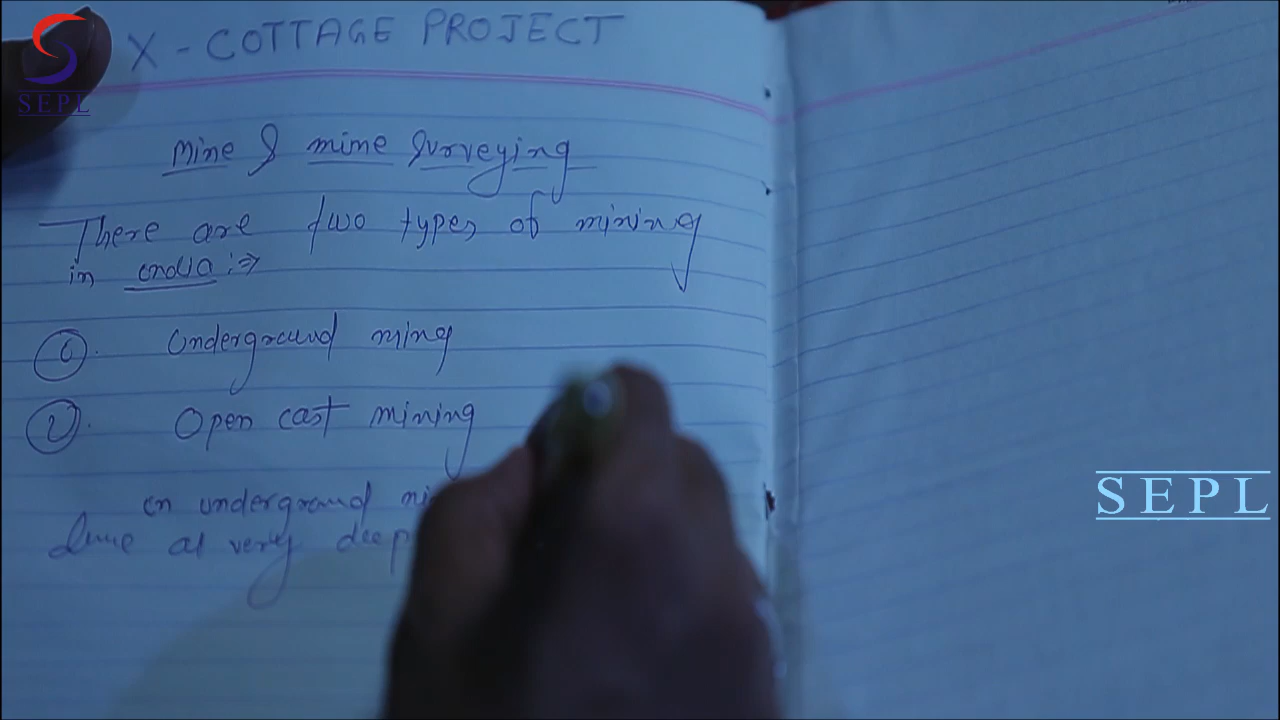 X - COTTAGE PROJECT
SEPL
Mine & mine Surveying
There are two types of mining
in india :⇒
①. Underground mining
②. Open cast mining
SEPL
in underground
done at very deep